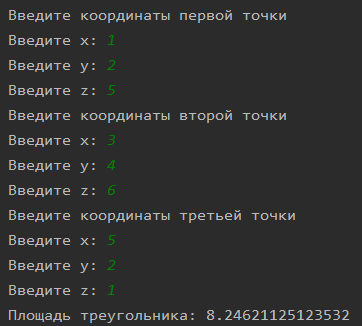 Введите координаты первой точки
Введите x: 1
Введите y: 2
Введите z: 5
Введите координаты второй точки
Введите x: 3
Введите y: 4
Введите z: 6
Введите координаты третьей точки
Введите x: 5
Введите y: 2
Введите z: 1
Площадь треугольника: 8.24621125123532